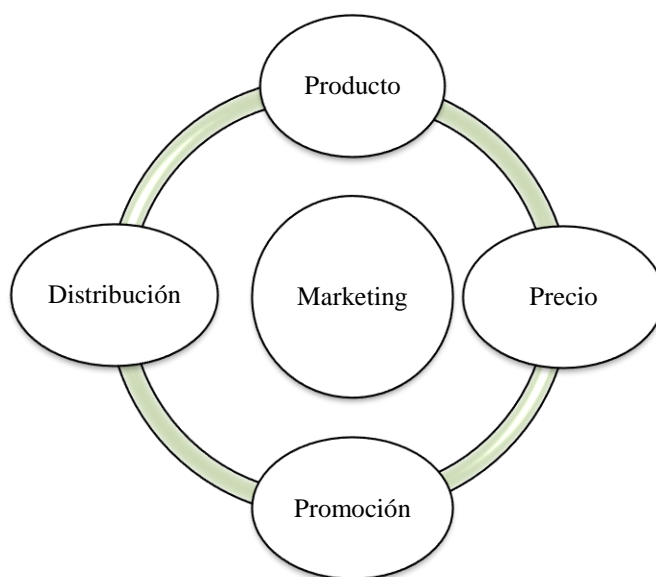 Producto
Distribución
Marketing
Precio
Promoción